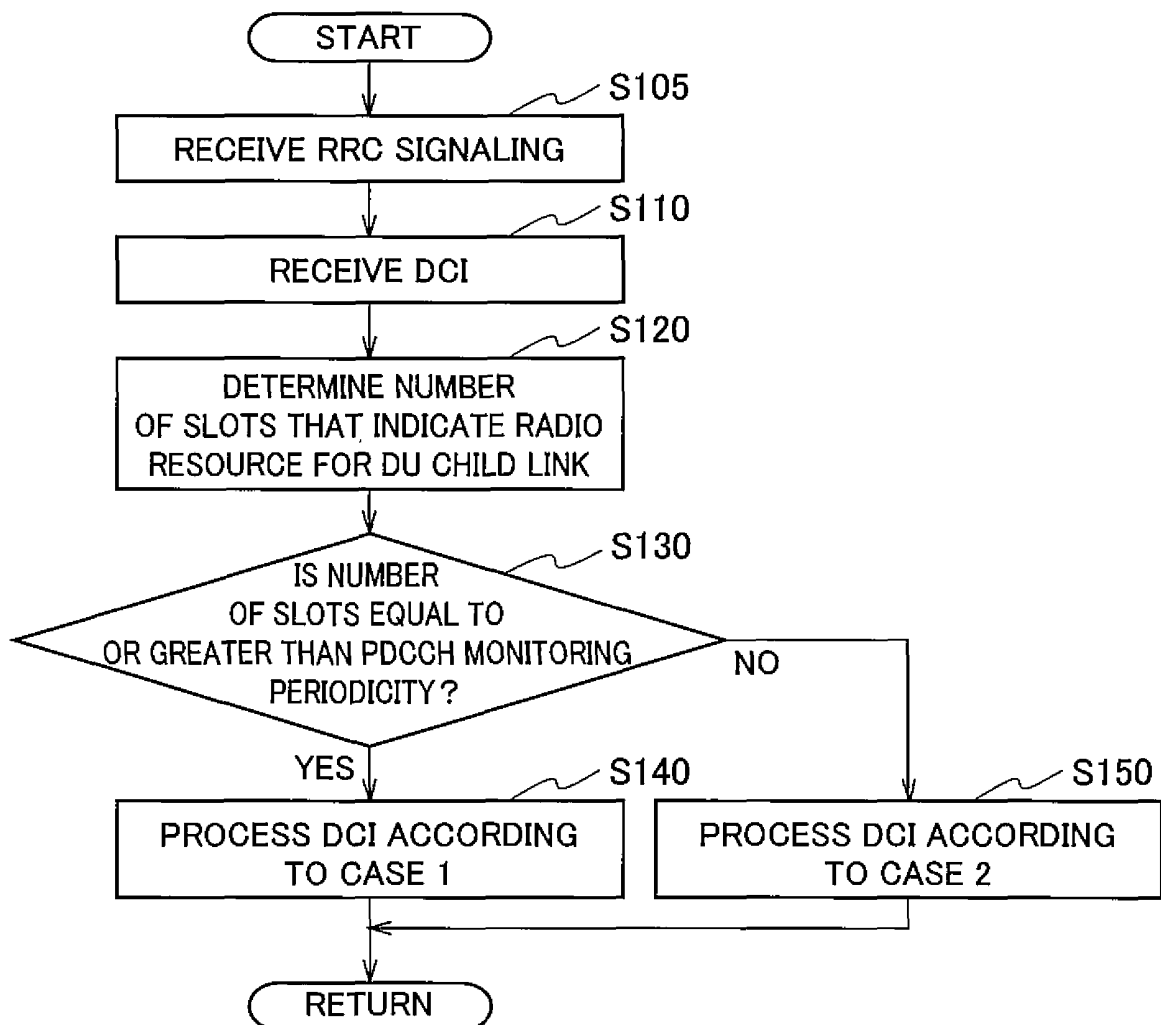 START
S105
RECEIVE RRC SIGNALING
S110
RECEIVE DCI
S120
DETERMINE NUMBER
OF SLOTS THAT INDICATE RADIO
RESOURCE FOR DU CHILD LINK
S130
IS NUMBER
OF SLOTS EQUAL TO
OR GREATER THAN PDCCH MONITORING
PERIODICITY?
NO
YES
S140
S150
PROCESS DCI ACCORDING
TO CASE 1
PROCESS DCI ACCORDING
TO CASE 2
RETURN